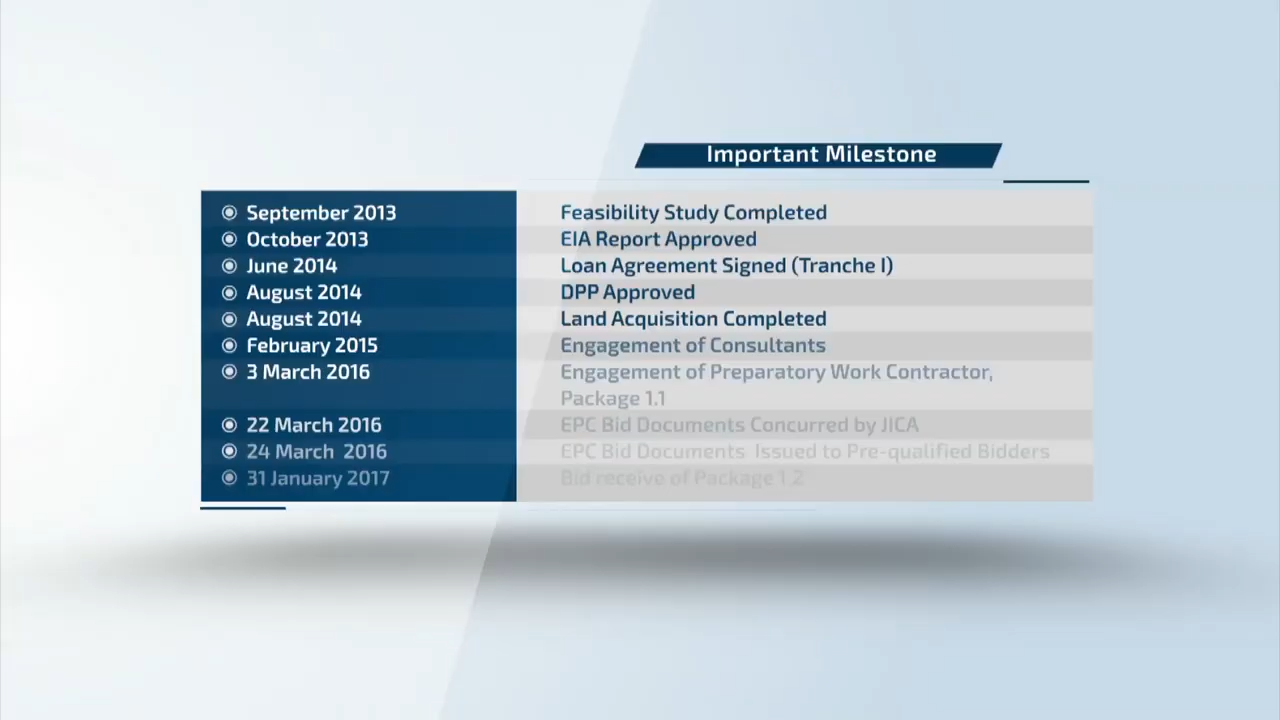 Important Milestone
September 2013 Feasibility Study Completed
October 2013 EIA Report Approved
June 2014 Loan Agreement Signed (Tranche I)
August 2014 DPP Approved
August 2014 Land Acquisition Completed
February 2015 Engagement of Consultants
3 March 2016 Engagement of Preparatory Work Contractor,
Package 1.1
22 March 2016 EPC Bid Documents Concurred by JICA
24 March 2016 EPC Bid Documents Issued to Pre-qualified Bidders
31 January 2017 Bid receive of Package 1.2